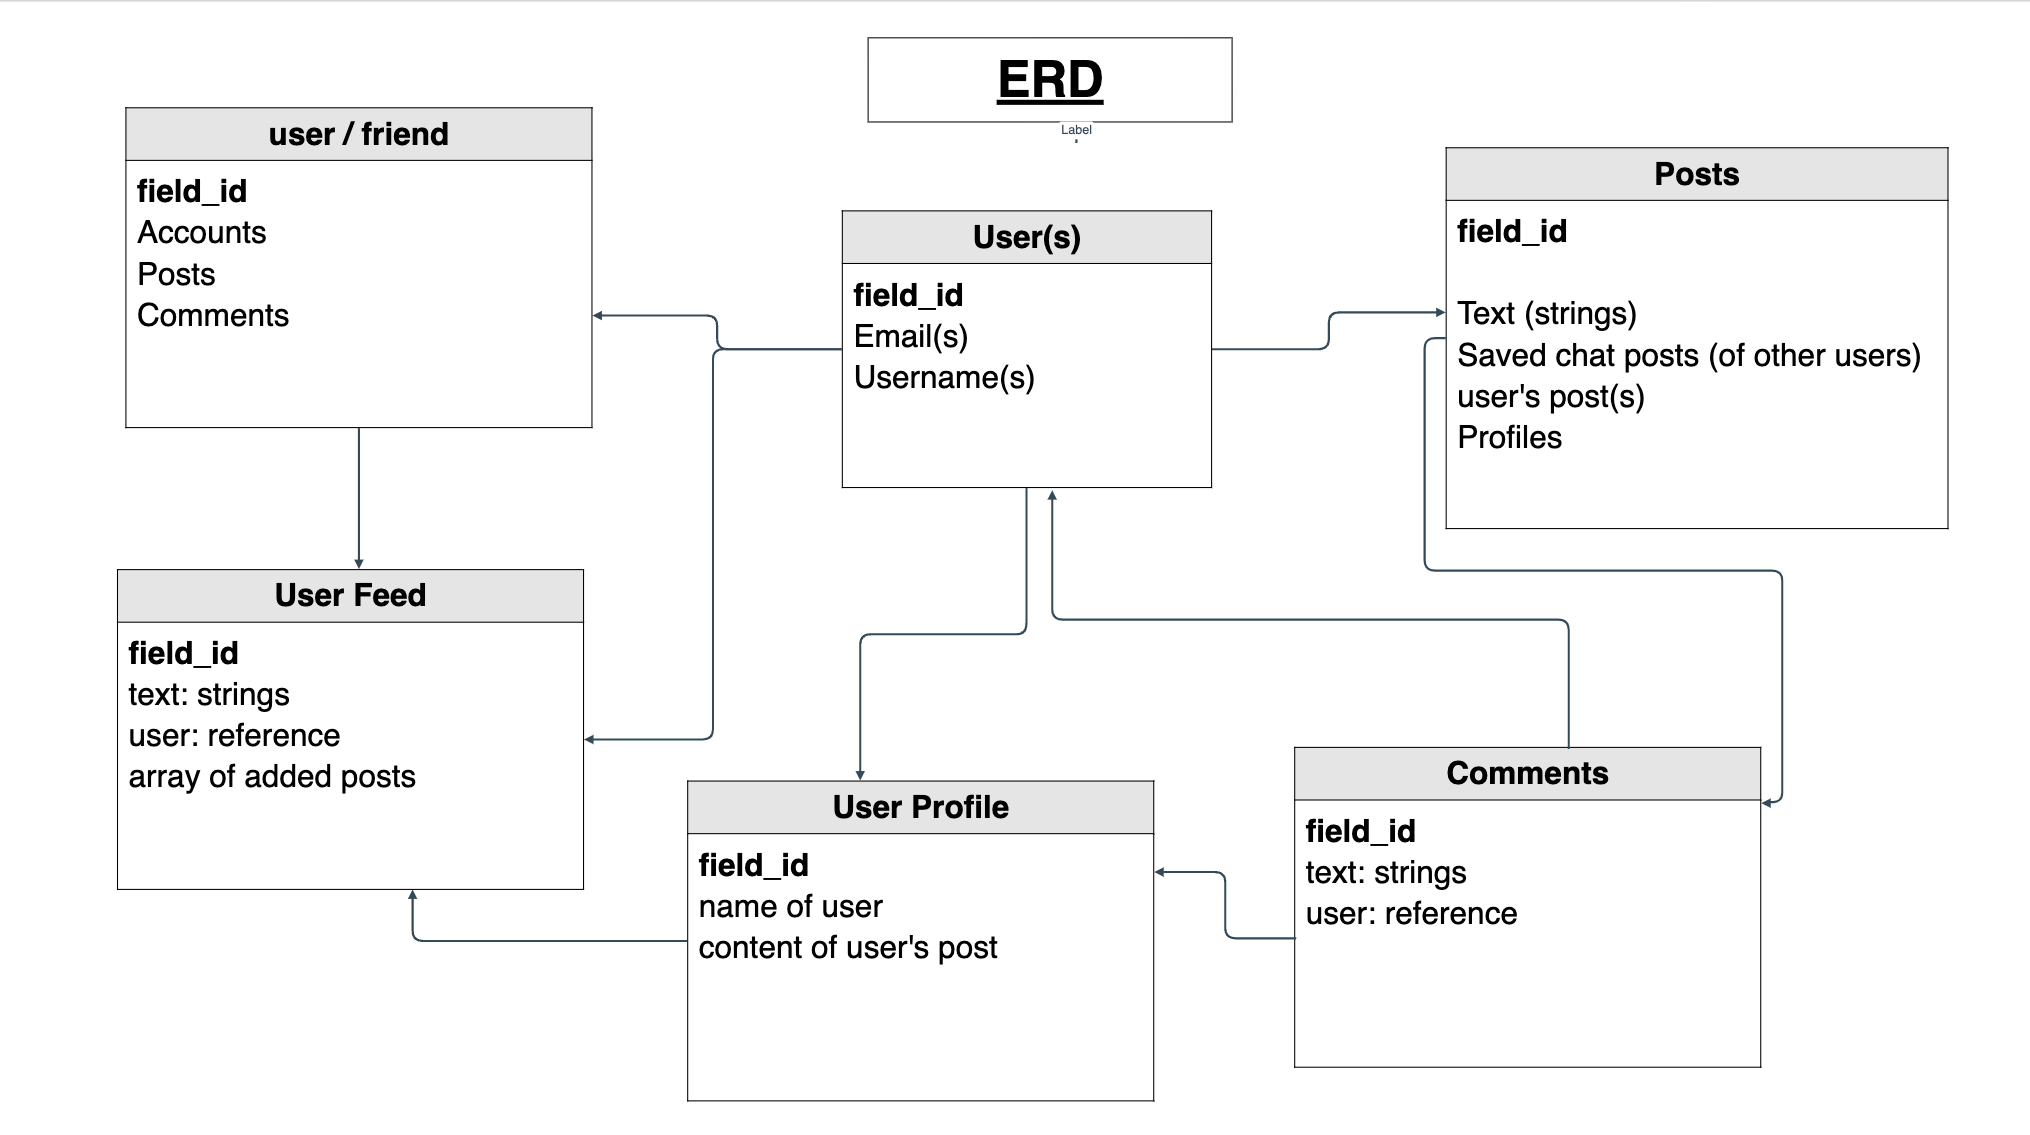 ERD
Label
user / friend
field_id
Accounts
Posts
Comments
User(s)
field_id
Email(s)
Username(s)
Posts
field_id
Text (strings)
Saved chat posts (of other users)
user's post(s)
Profiles
User Feed
field_id
text: strings
user: reference
array of added posts
User Profile
field_id
name of user
content of user's post
Comments
field_id
text: strings
user: reference